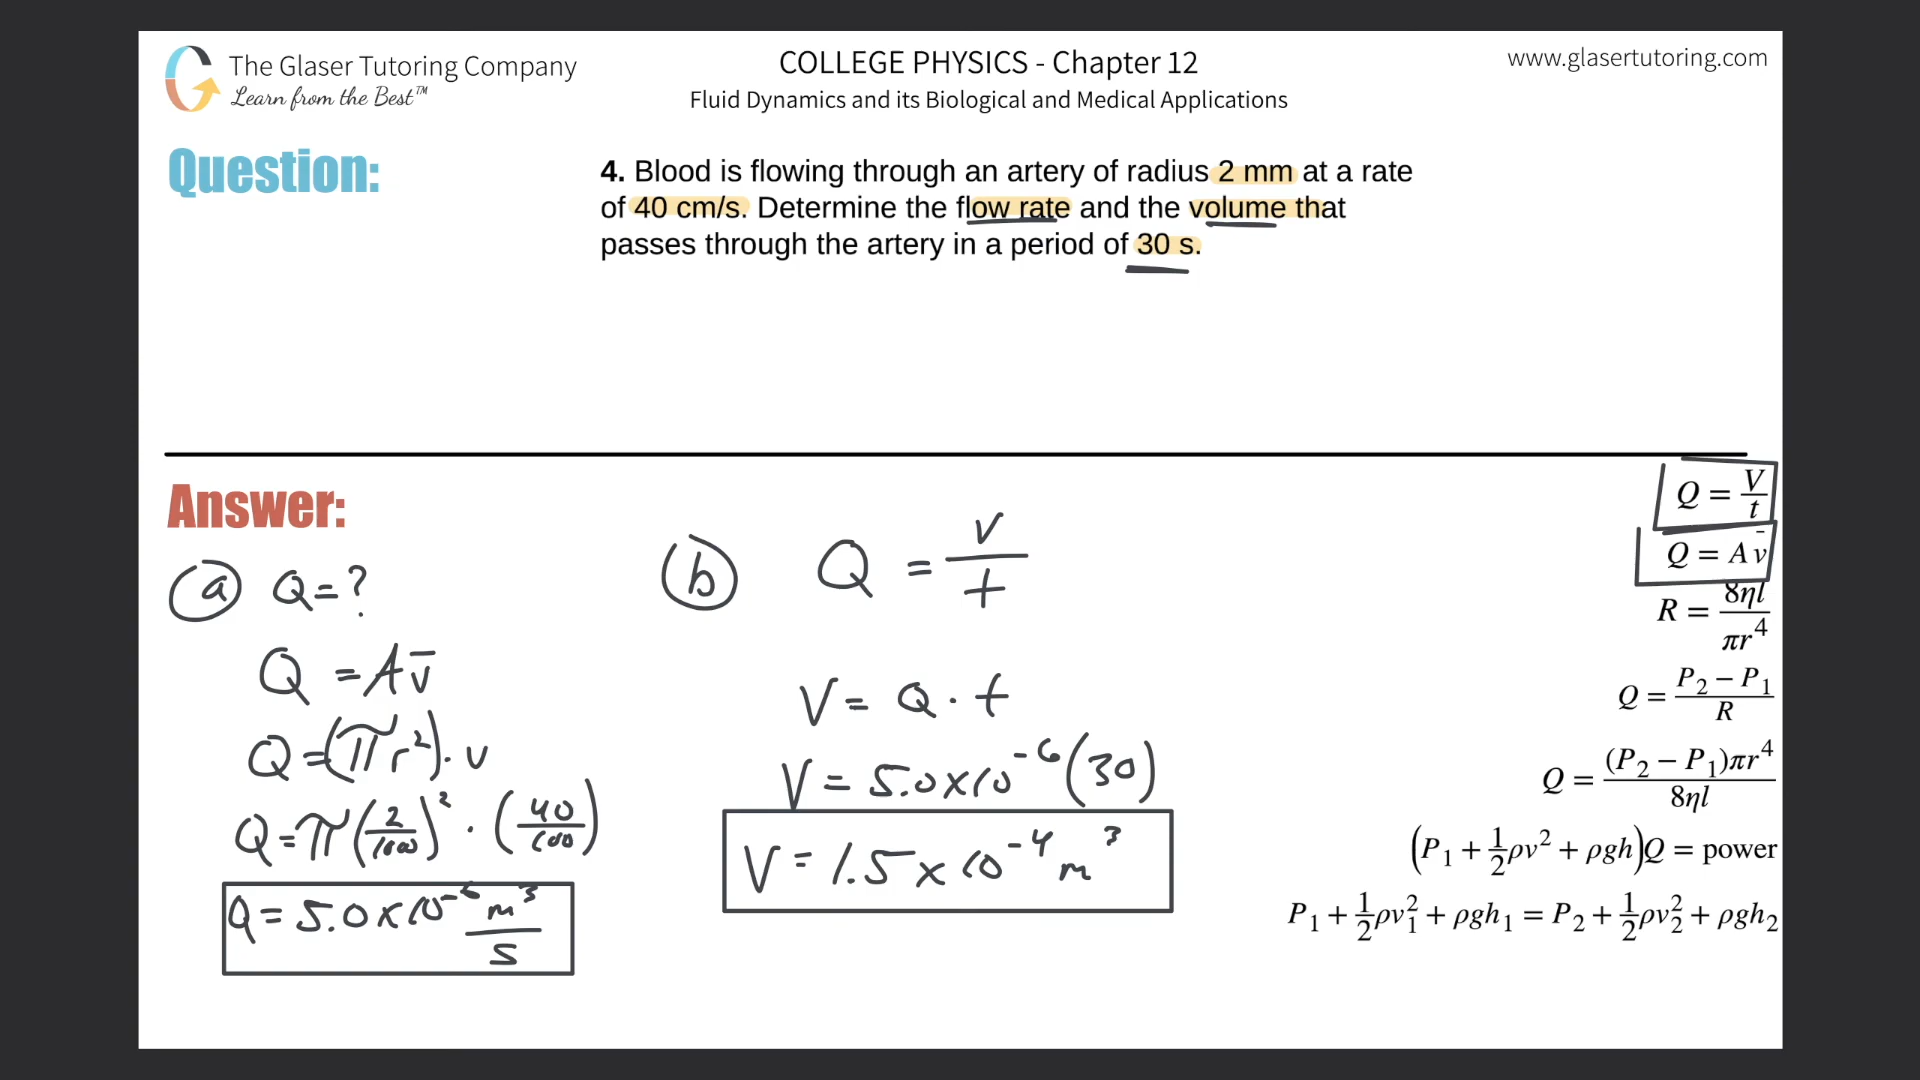 The Glaser Tutoring Company
Learn from the Best™
COLLEGE PHYSICS - Chapter 12
Fluid Dynamics and its Biological and Medical Applications
www.glasertutoring.com
Question:
4. Blood is flowing through an artery of radius 2 mm at a rate
of 40 cm/s. Determine the flow rate and the volume that
passes through the artery in a period of 30 s.
Answer:
(a) Q = ?
Q = A v̄
Q = (πr²) · v
Q = π(2/1000)² · (40/100)
Q = 5.0 x 10⁻⁶ m³/s
(b) Q = V/t
V = Q · t
V = 5.0 x 10⁻⁶ (30)
V = 1.5 x 10⁻⁴ m³
Q = V/t
Q = A v̄
R = 8ηl/πr⁴
Q = P₂ − P₁/R
Q = (P₂ − P₁)πr⁴/8ηl
(P₁ + ½ρv² + ρgh)Q = power
P₁ + ½ρv₁² + ρgh₁ = P₂ + ½ρv₂² + ρgh₂